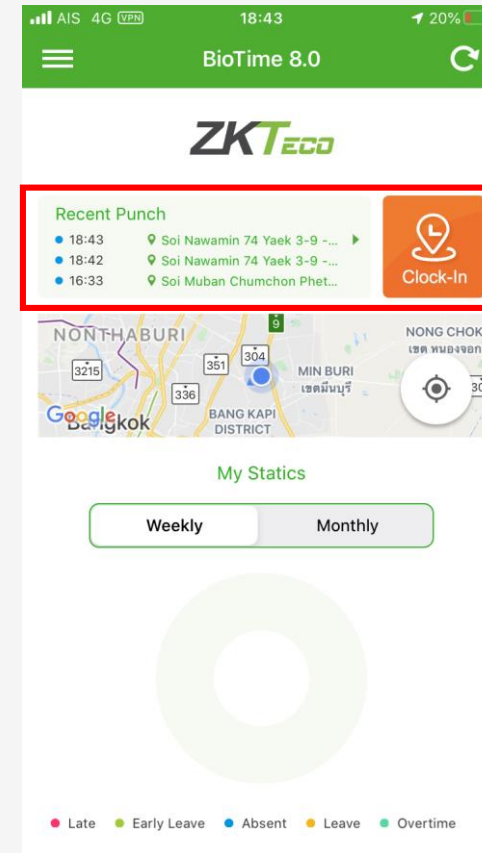 AIS 4G VPN 18:43 20%
BioTime 8.0
ZKTECO
Recent Punch
18:43 Soi Nawamin 74 Yaek 3-9 -...
18:42 Soi Nawamin 74 Yaek 3-9 -...
16:33 Soi Muban Chumchon Phet...
Clock-In
9
NONTHABURI
NONG CHOK
เขต หนองจอก
3215
351
304
MIN BURI
เขตมีนบุรี
336
30
Google
Bangkok
BANG KAPI
DISTRICT
My Statics
Weekly Monthly
Late Early Leave Absent Leave Overtime